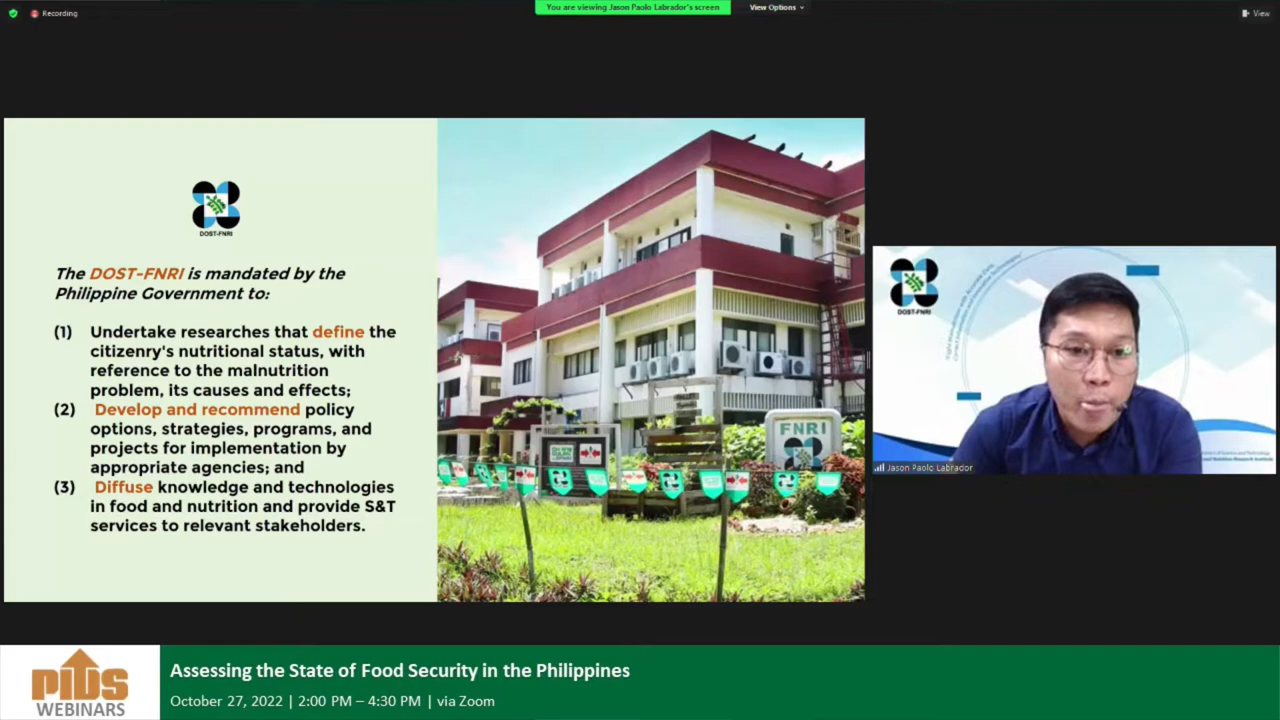 Recording
You are viewing Jason Paolo Labrador's screen
View Options
View
DOST-FNRI
The DOST-FNRI is mandated by the
Philippine Government to:
(1) Undertake researches that define the
citizenry's nutritional status, with
reference to the malnutrition
problem, its causes and effects;
(2) Develop and recommend policy
options, strategies, programs, and
projects for implementation by
appropriate agencies; and
(3) Diffuse knowledge and technologies
in food and nutrition and provide S&T
services to relevant stakeholders.
FNRI
DOST-FNRI
Jason Paolo Labrador
PIDS
WEBINARS
Assessing the State of Food Security in the Philippines
October 27, 2022 | 2:00 PM – 4:30 PM | via Zoom